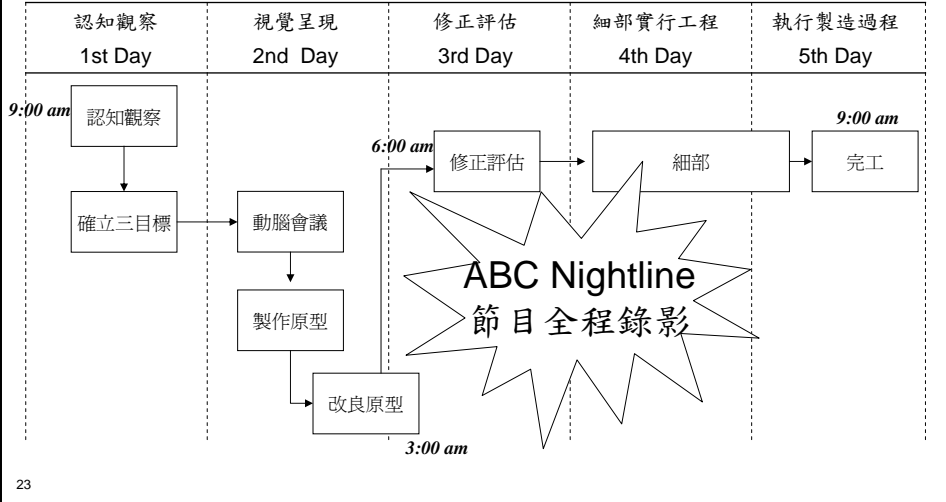 認知觀察
1st Day
視覺呈現
2nd Day
修正評估
3rd Day
細部實行工程
4th Day
執行製造過程
5th Day
9:00 am
認知觀察
確立三目標
動腦會議
製作原型
改良原型
3:00 am
6:00 am
修正評估
細部
9:00 am
完工
ABC Nightline
節目全程錄影
23